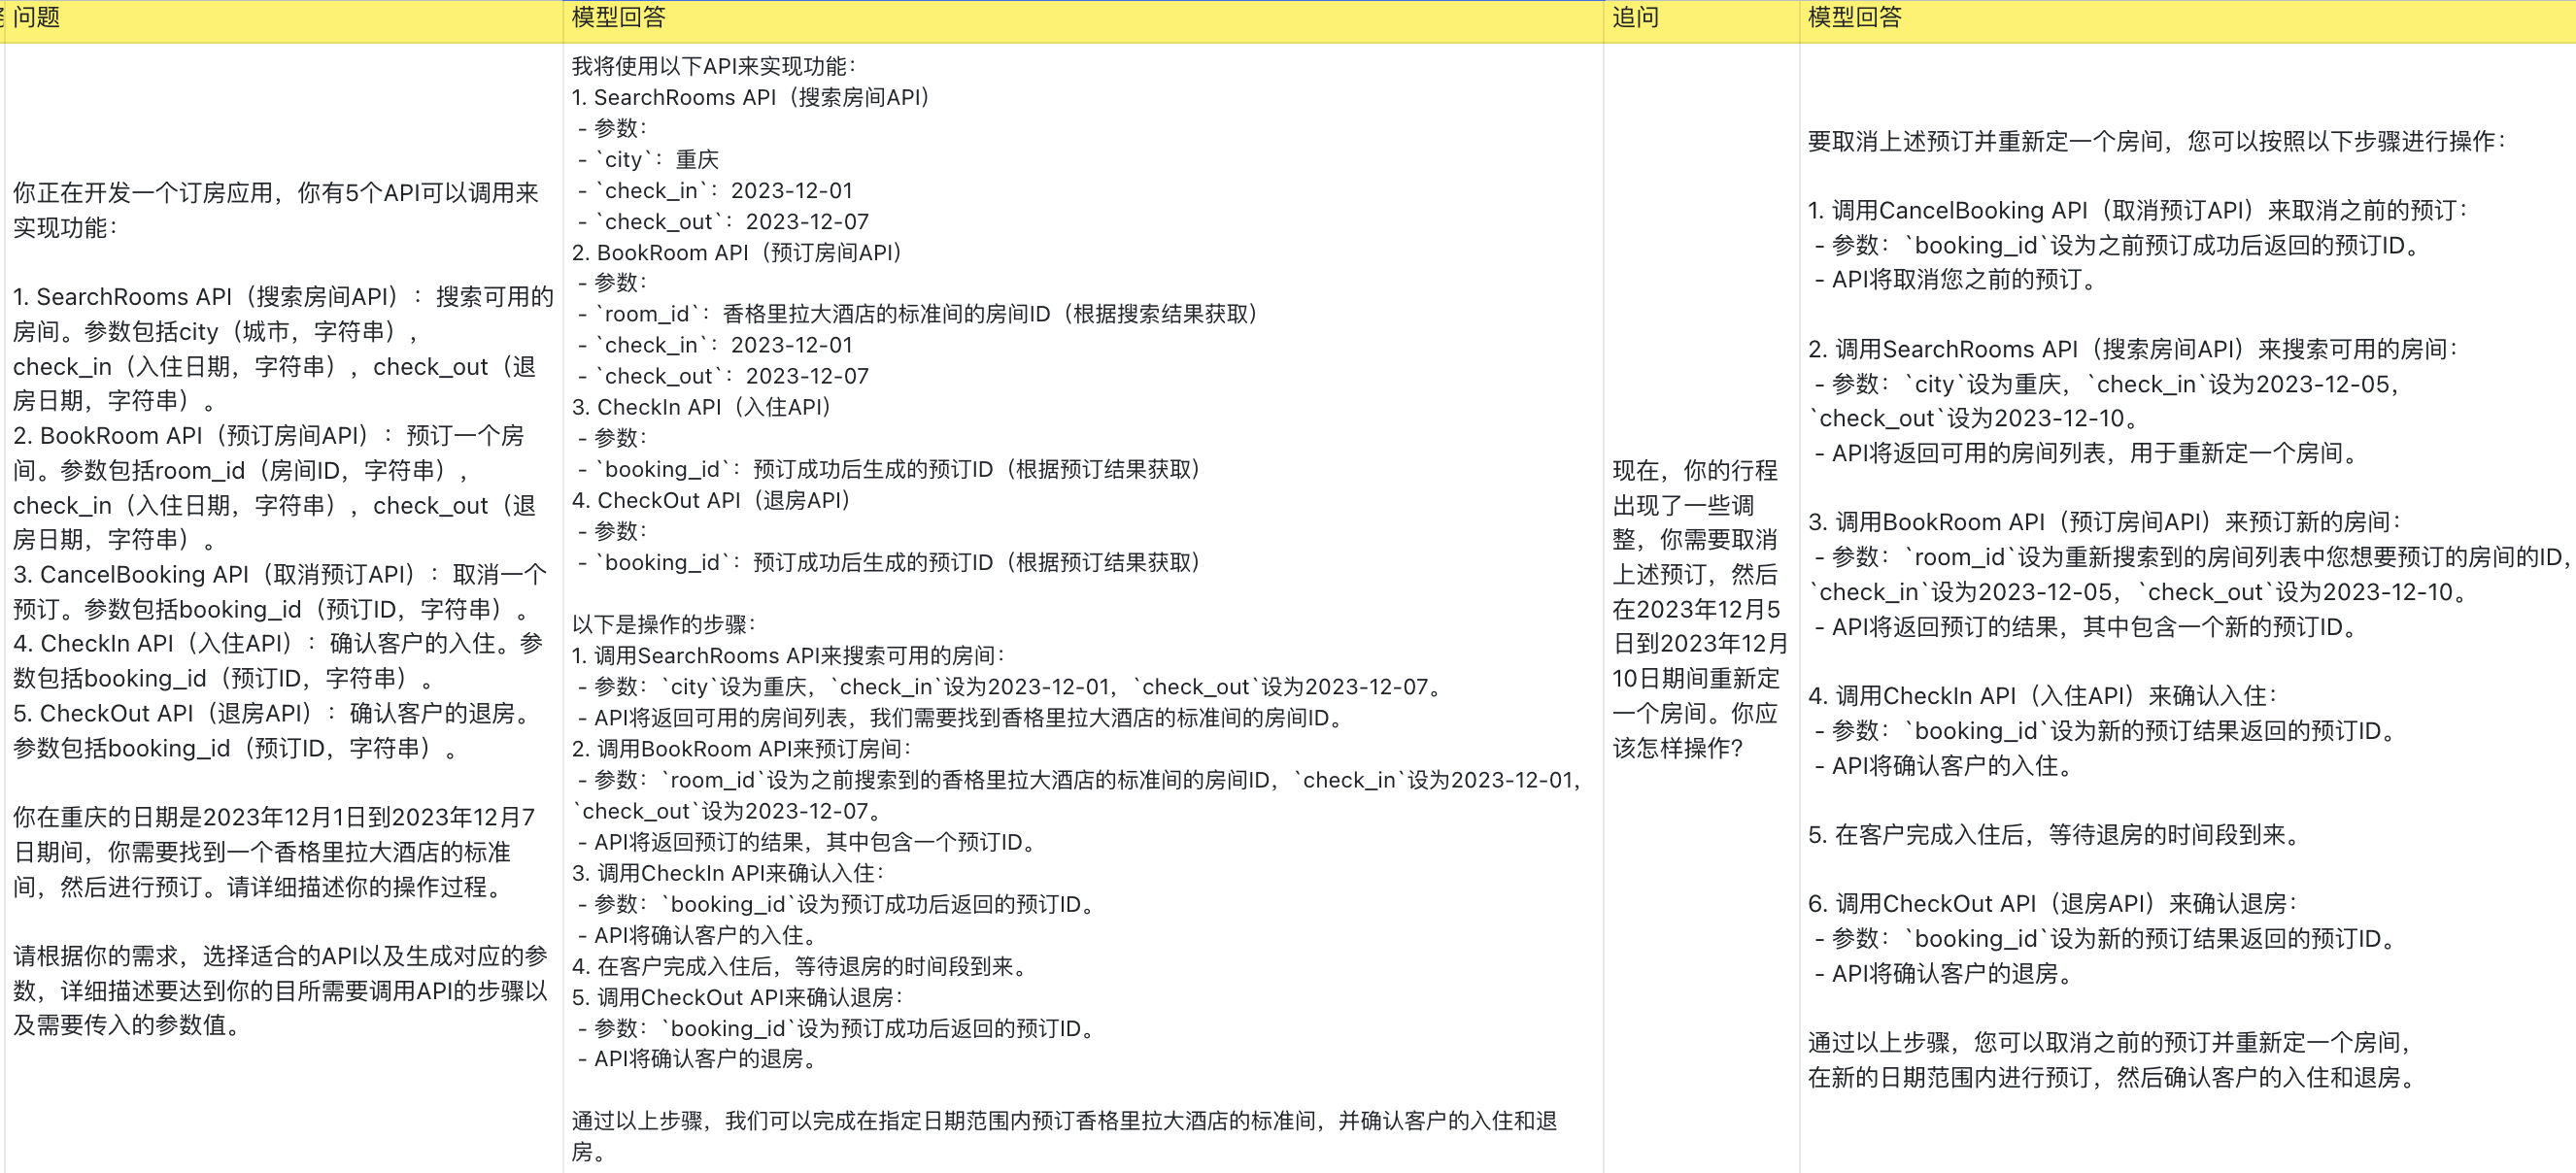 问题
你正在开发一个订房应用，你有5个API可以调用来
实现功能：
1. SearchRooms API（搜索房间API）：搜索可用的
房间。参数包括city（城市，字符串），
check_in（入住日期，字符串），check_out（退
房日期，字符串）。
2. BookRoom API（预订房间API）：预订一个房
间。参数包括room_id（房间ID，字符串），
check_in（入住日期，字符串），check_out（退
房日期，字符串）。
3. CancelBooking API（取消预订API）：取消一个
预订。参数包括booking_id（预订ID，字符串）。
4. CheckIn API（入住API）：确认客户的入住。参
数包括booking_id（预订ID，字符串）。
5. CheckOut API（退房API）：确认客户的退房。
参数包括booking_id（预订ID，字符串）。
你在重庆的日期是2023年12月1日到2023年12月7
日期间，你需要找到一个香格里拉大酒店的标准
间，然后进行预订。请详细描述你的操作过程。
请根据你的需求，选择适合的API以及生成对应的参
数，详细描述要达到你的目所需要调用API的步骤以
及需要传入的参数值。
模型回答
我将使用以下API来实现功能：
1. SearchRooms API（搜索房间API）
- 参数：
- `city`：重庆
- `check_in`：2023-12-01
- `check_out`：2023-12-07
2. BookRoom API（预订房间API）
- 参数：
- `room_id`：香格里拉大酒店的标准间的房间ID（根据搜索结果获取）
- `check_in`：2023-12-01
- `check_out`：2023-12-07
3. CheckIn API（入住API）
- 参数：
- `booking_id`：预订成功后生成的预订ID（根据预订结果获取）
4. CheckOut API（退房API）
- 参数：
- `booking_id`：预订成功后生成的预订ID（根据预订结果获取）
以下是操作的步骤：
1. 调用SearchRooms API来搜索可用的房间：
- 参数：`city`设为重庆，`check_in`设为2023-12-01，`check_out`设为2023-12-07。
- API将返回可用的房间列表，我们需要找到香格里拉大酒店的标准间的房间ID。
2. 调用BookRoom API来预订房间：
- 参数：`room_id`设为之前搜索到的香格里拉大酒店的标准间的房间ID，`check_in`设为2023-12-01，
`check_out`设为2023-12-07。
- API将返回预订的结果，其中包含一个预订ID。
3. 调用CheckIn API来确认入住：
- 参数：`booking_id`设为预订成功后返回的预订ID。
- API将确认客户的入住。
4. 在客户完成入住后，等待退房的时间段到来。
5. 调用CheckOut API来确认退房：
- 参数：`booking_id`设为预订成功后返回的预订ID。
- API将确认客户的退房。
通过以上步骤，我们可以完成在指定日期范围内预订香格里拉大酒店的标准间，并确认客户的入住和退
房。
追问
现在，你的行程
出现了一些调
整，你需要取消
上述预订，然后
在2023年12月5
日到2023年12月
10日期间重新定
一个房间。你应
该怎样操作？
模型回答
要取消上述预订并重新定一个房间，您可以按照以下步骤进行操作：
1. 调用CancelBooking API（取消预订API）来取消之前的预订：
- 参数：`booking_id`设为之前预订成功后返回的预订ID。
- API将取消您之前的预订。
2. 调用SearchRooms API（搜索房间API）来搜索可用的房间：
- 参数：`city`设为重庆，`check_in`设为2023-12-05，
`check_out`设为2023-12-10。
- API将返回可用的房间列表，用于重新定一个房间。
3. 调用BookRoom API（预订房间API）来预订新的房间：
- 参数：`room_id`设为重新搜索到的房间列表中您想要预订的房间的ID，
`check_in`设为2023-12-05，`check_out`设为2023-12-10。
- API将返回预订的结果，其中包含一个新的预订ID。
4. 调用CheckIn API（入住API）来确认入住：
- 参数：`booking_id`设为新的预订结果返回的预订ID。
- API将确认客户的入住。
5. 在客户完成入住后，等待退房的时间段到来。
6. 调用CheckOut API（退房API）来确认退房：
- 参数：`booking_id`设为新的预订结果返回的预订ID。
- API将确认客户的退房。
通过以上步骤，您可以取消之前的预订并重新定一个房间，
在新的日期范围内进行预订，然后确认客户的入住和退房。